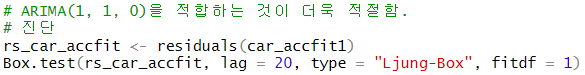 # ARIMA(1, 1, 0)을 적합하는 것이 더욱 적절함.
# 진단
rs_car_accfit <- residuals(car_accfit1)
Box.test(rs_car_accfit, lag = 20, type = "Ljung-Box", fitdf = 1)